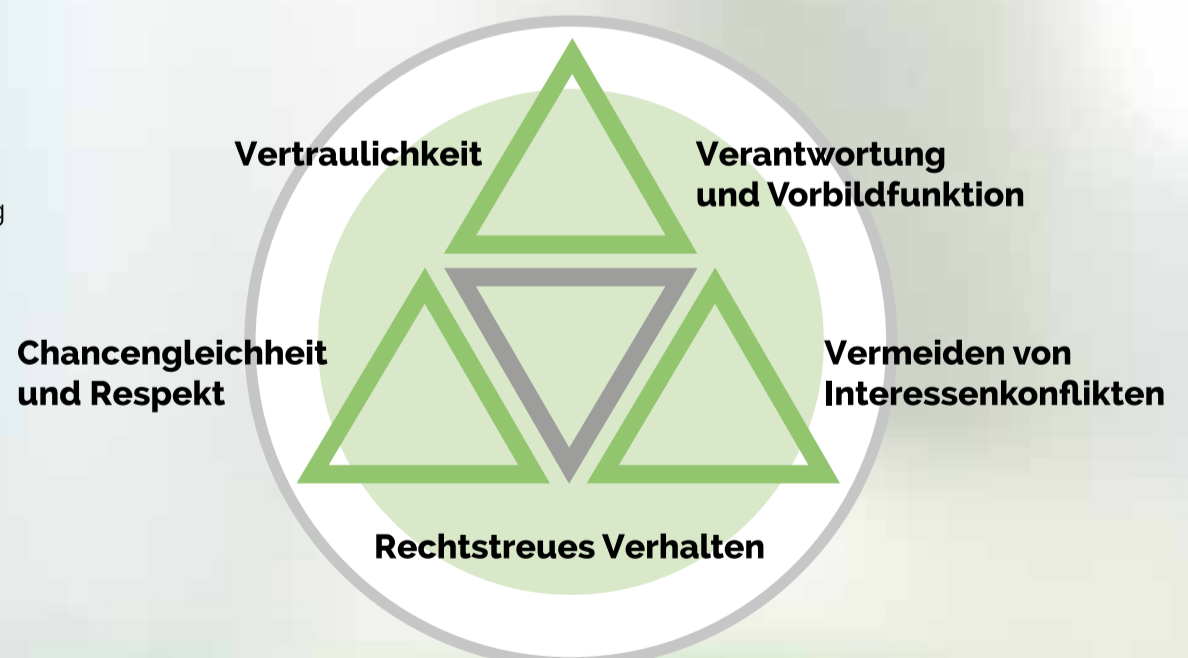 Vertraulichkeit
Verantwortung
und Vorbildfunktion
Chancengleichheit
und Respekt
Vermeiden von
Interessenkonflikten
Rechtstreues Verhalten